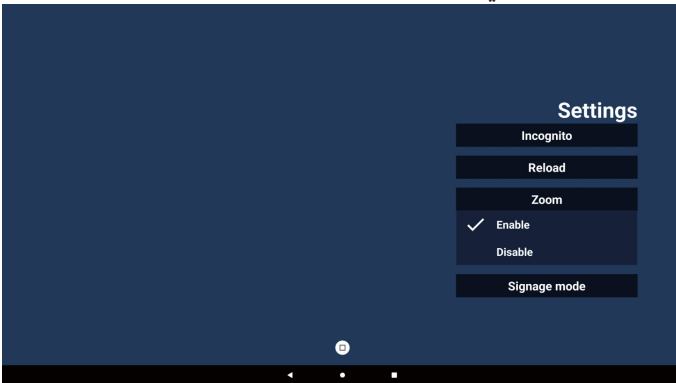 Settings
Incognito
Reload
Zoom
Enable
Disable
Signage mode